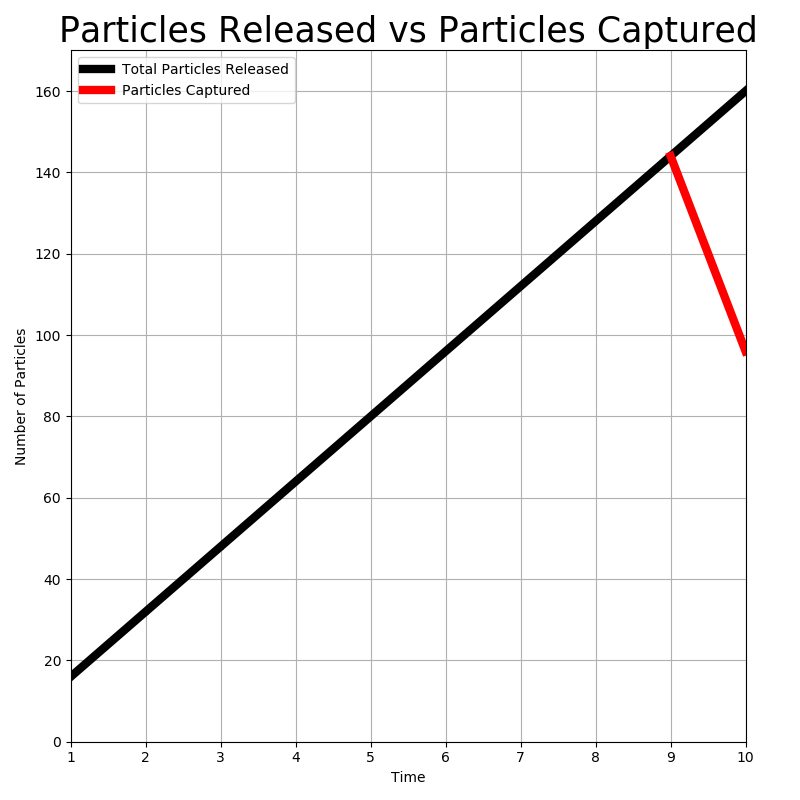 Particles Released vs Particles Captured
Total Particles Released
Particles Captured
160
140
120
100
80
60
40
20
0
Number of Particles
1 2 3 4 5 6 7 8 9 10
Time